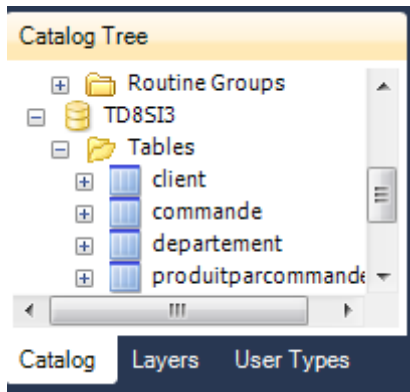 Catalog Tree
Routine Groups
TD8SI3
Tables
client
commande
departement
produitparcommande
Catalog Layers User Types